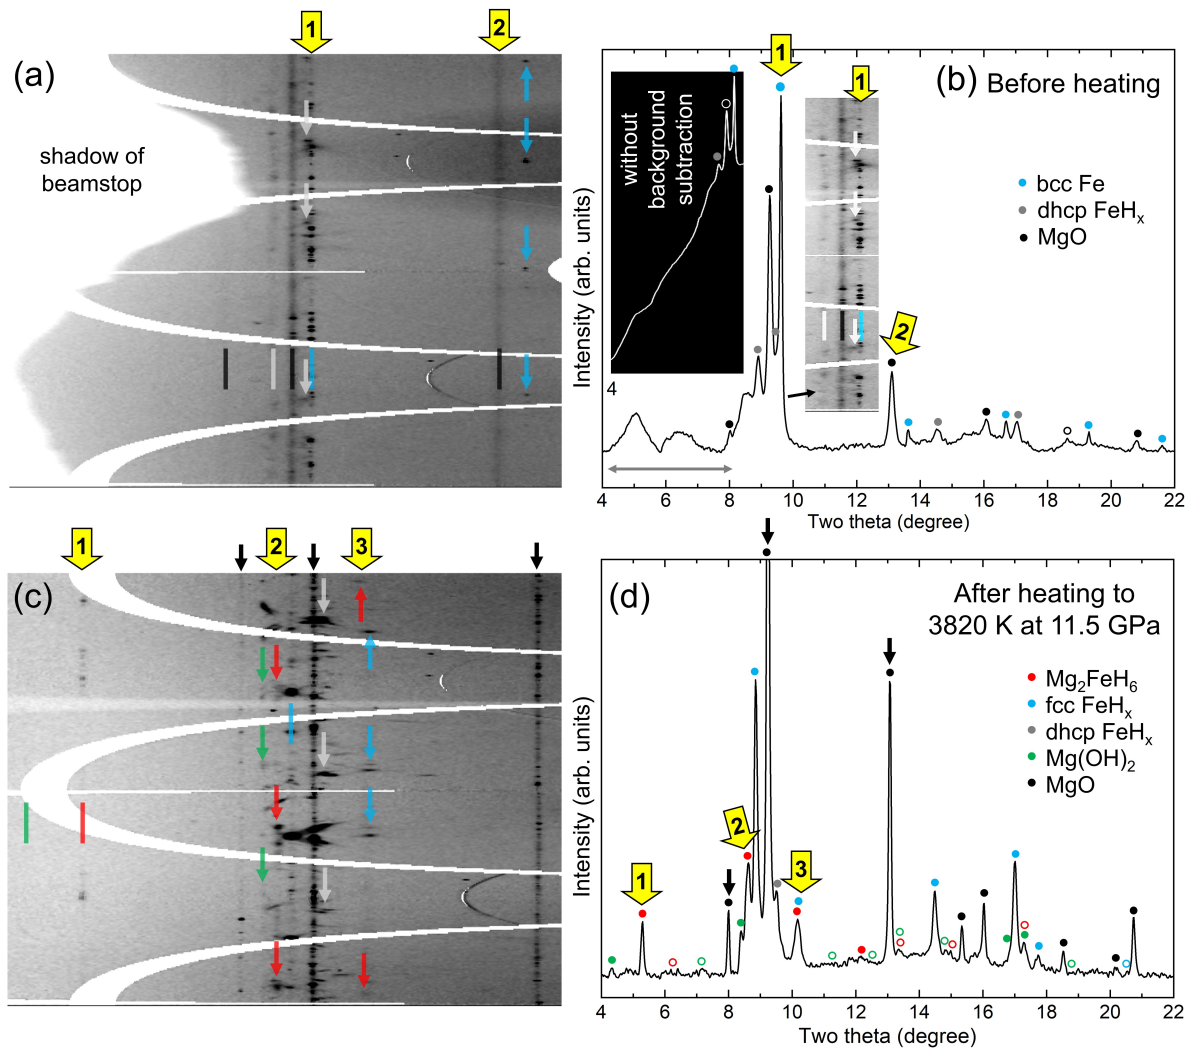 (a)
1
2
shadow of
beamstop
(b)
Before heating
1
1
2
without
background
subtraction
4
bcc Fe
dhcp FeHx
MgO
Intensity (arb. units)
4 6 8 10 12 14 16 18 20 22
Two theta (degree)
(c)
1
2
3
(d)
After heating to
3820 K at 11.5 GPa
Mg2FeH6
fcc FeHx
dhcp FeHx
Mg(OH)2
MgO
1
2
3
Intensity (arb. units)
4 6 8 10 12 14 16 18 20 22
Two theta (degree)